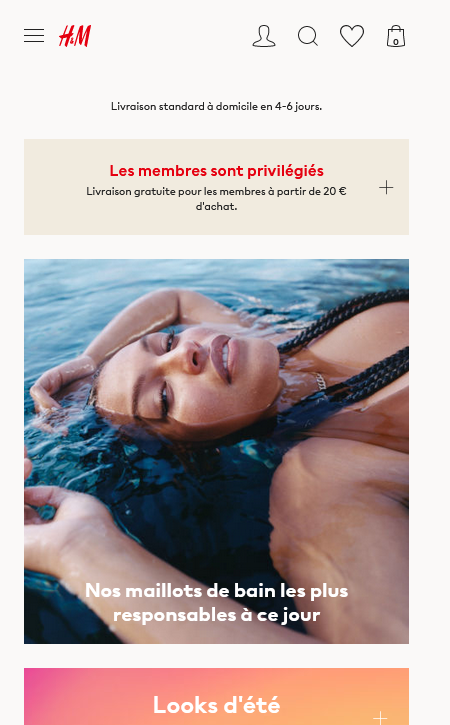 H&M
0
Livraison standard à domicile en 4-6 jours.
Les membres sont privilégiés
Livraison gratuite pour les membres à partir de 20 €
d'achat.
Nos maillots de bain les plus
responsables à ce jour
Looks d'été